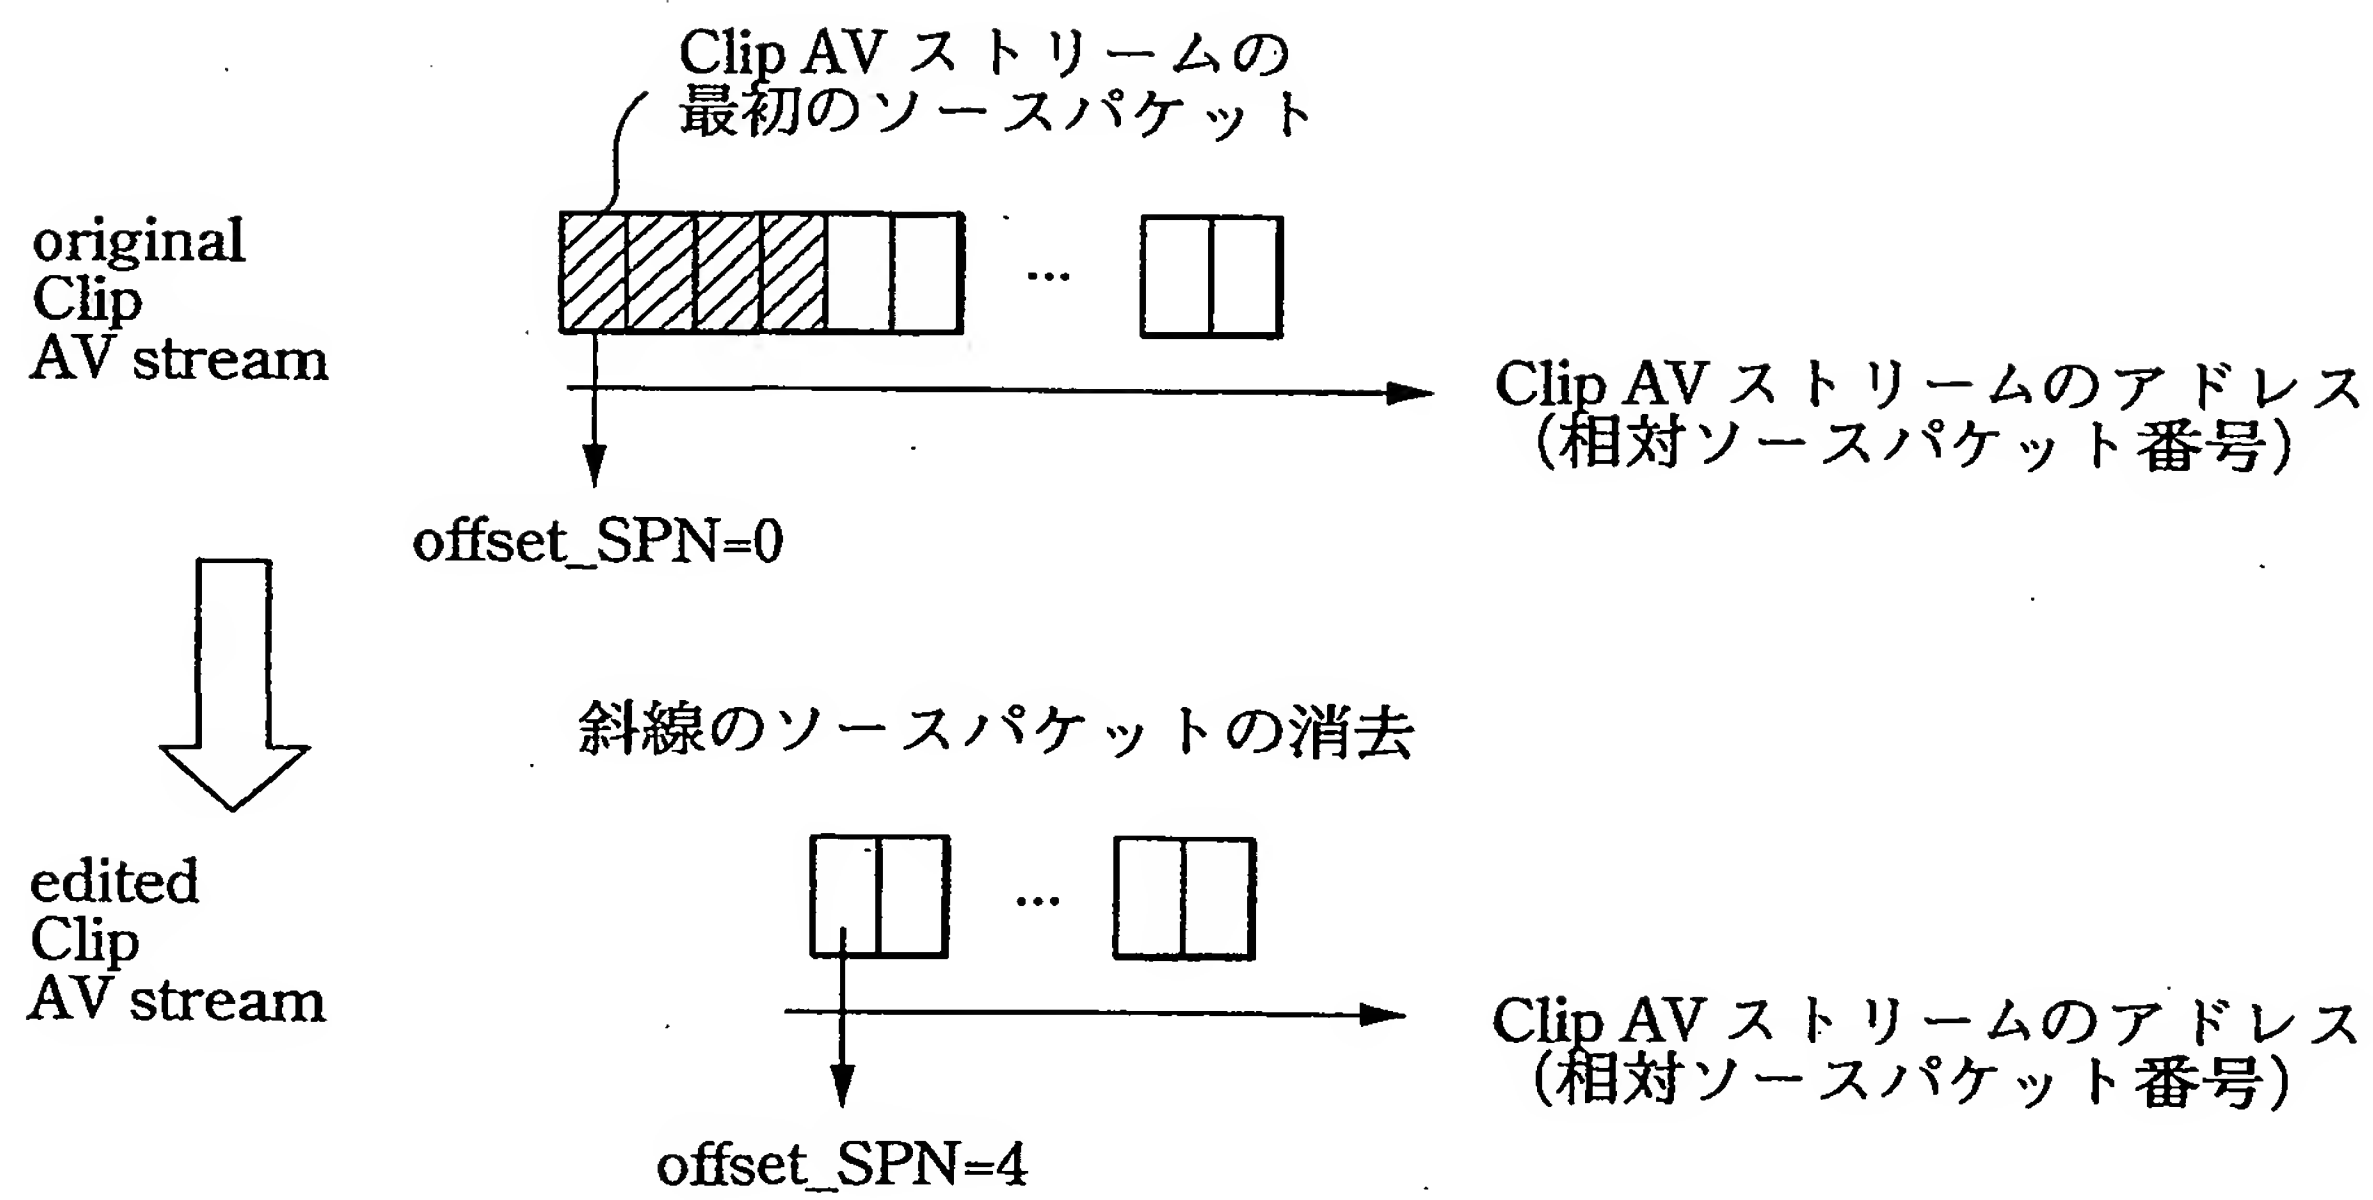 Clip AV ストリームの
最初のソースパケット
original
Clip
AV stream
...
Clip AV ストリームのアドレス
(相対ソースパケット番号)
offset_SPN=0
斜線のソースパケットの消去
edited
Clip
AV stream
...
Clip AV ストリームのアドレス
(相対ソースパケット番号)
offset_SPN=4